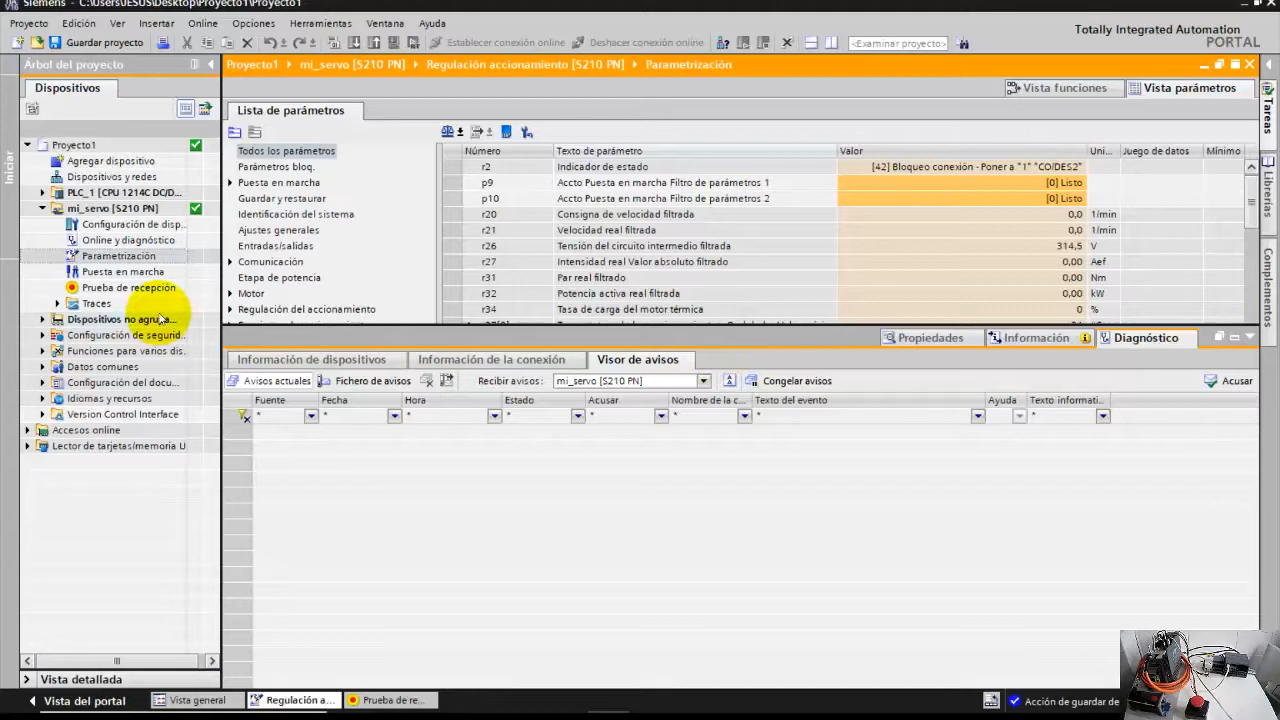 Siemens - C:\Users\JESUS\Desktop\Proyecto1\Proyecto1
Proyecto Edición Ver Insertar Online Opciones Herramientas Ventana Ayuda
Totally Integrated Automation
PORTAL
Guardar proyecto Establecer conexión online Deshacer conexión online <Examinar proyecto>
Árbol del proyecto
Proyecto1 mi_servo [S210 PN] Regulación accionamiento [S210 PN] Parametrización
Dispositivos
Vista funciones Vista parámetros
Lista de parámetros
Iniciar
Proyecto1
Agregar dispositivo
Dispositivos y redes
PLC_1 [CPU 1214C DC/D...
mi_servo [S210 PN]
Configuración de disp..
Online y diagnóstico
Parametrización
Puesta en marcha
Prueba de recepción
Traces
Dispositivos no agrupa...
Configuración de segurid..
Funciones para varios dis..
Datos comunes
Configuración del docu...
Idiomas y recursos
Version Control Interface
Accesos online
Lector de tarjetas/memoria U
Todos los parámetros
Parámetros bloq.
Puesta en marcha
Guardar y restaurar
Identificación del sistema
Ajustes generales
Entradas/salidas
Comunicación
Etapa de potencia
Motor
Regulación del accionamiento
Número Texto de parámetro Valor Uni... Juego de datos Mínimo
r2 Indicador de estado [42] Bloqueo conexión - Poner a "1" "CO/DES2"
p9 Accto Puesta en marcha Filtro de parámetros 1 [0] Listo
p10 Accto Puesta en marcha Filtro de parámetros 2 [0] Listo
r20 Consigna de velocidad filtrada 0,0 1/min
r21 Velocidad real filtrada 0,0 1/min
r26 Tensión del circuito intermedio filtrada 314,5 V
r27 Intensidad real Valor absoluto filtrado 0,00 Aef
r31 Par real filtrado 0,00 Nm
r32 Potencia activa real filtrada 0,00 kW
r34 Tasa de carga del motor térmica 0 %
Tareas
Librerías
Complementos
Propiedades Información Diagnóstico
Información de dispositivos Información de la conexión Visor de avisos
Avisos actuales Fichero de avisos Recibir avisos: mi_servo [S210 PN] Congelar avisos Acusar
Fuente Fecha Hora Estado Acusar Nombre de la c... Texto del evento Ayuda Texto informati..
* * * * * * * *
Vista detallada
Vista del portal Vista general Regulación a... Prueba de re... Acción de guardar de